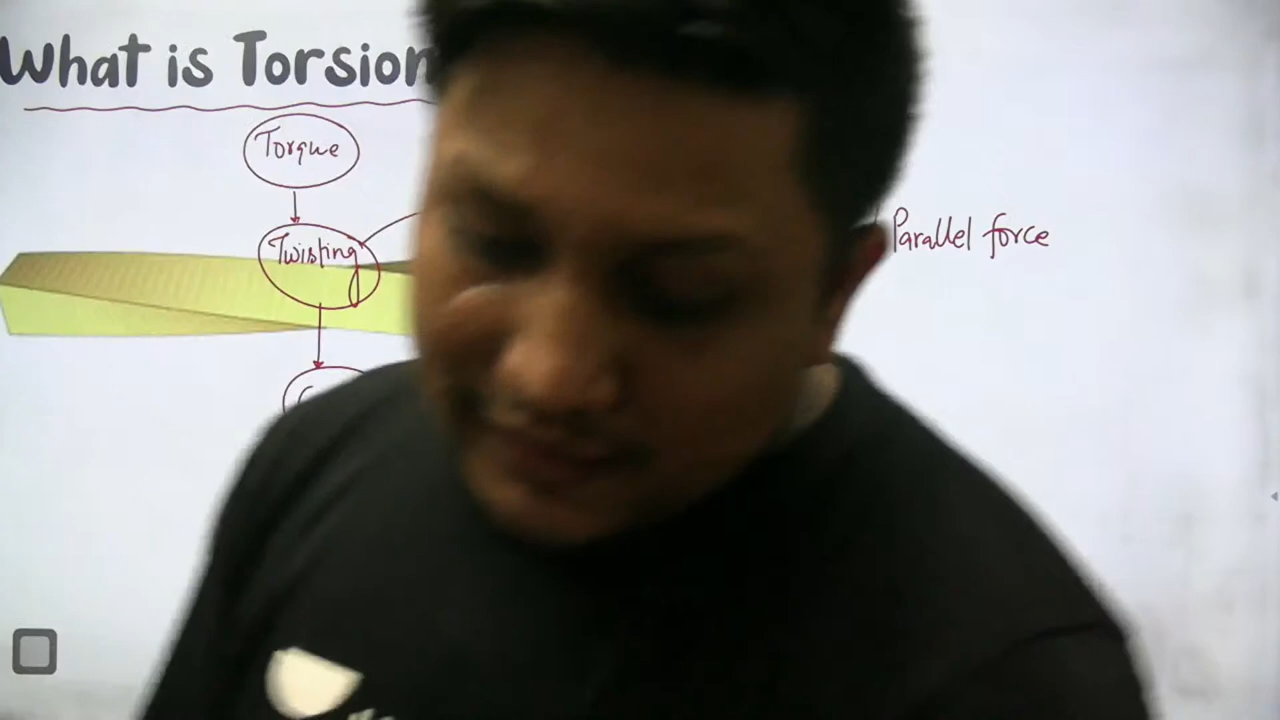 What is Torsion
Torque
Twisting
Parallel force